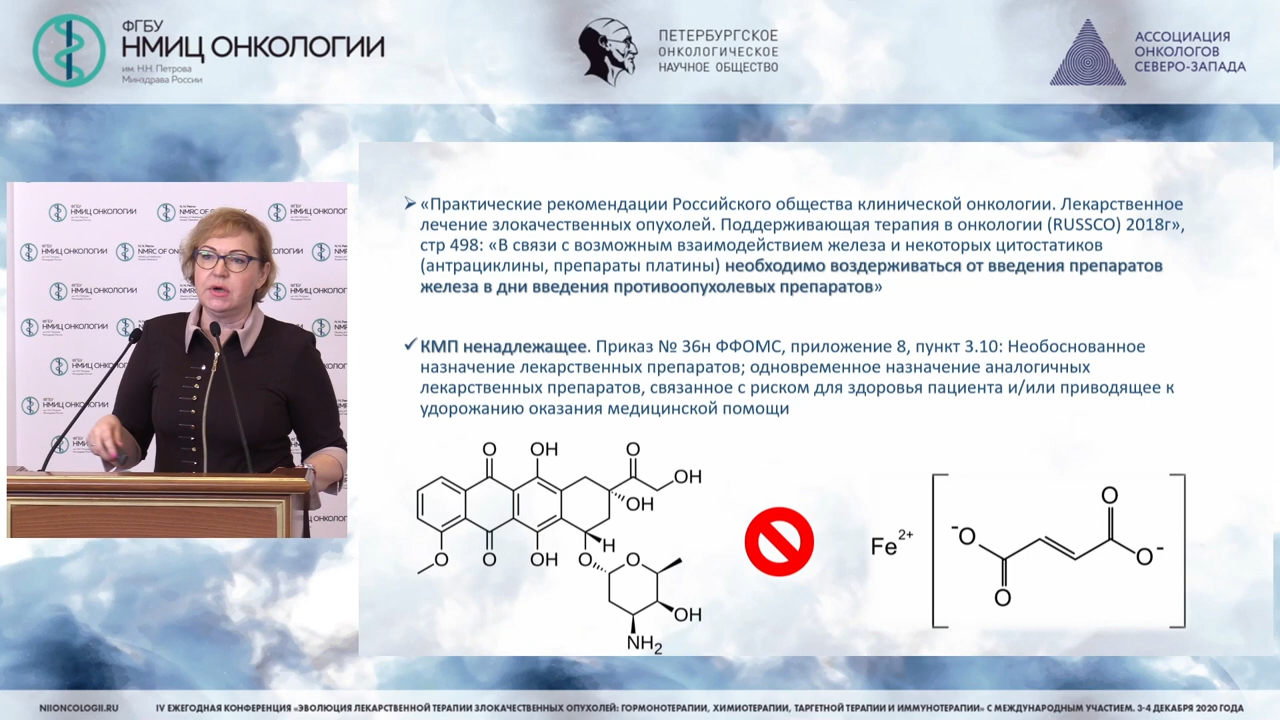 ФГБУ
НМИЦ ОНКОЛОГИИ
им. Н.Н. Петрова
Минздрава России
ПЕТЕРБУРГСКОЕ
ОНКОЛОГИЧЕСКОЕ
НАУЧНОЕ ОБЩЕСТВО
АССОЦИАЦИЯ
ОНКОЛОГОВ
СЕВЕРО-ЗАПАДА
«Практические рекомендации Российского общества клинической онкологии. Лекарственное
лечение злокачественных опухолей. Поддерживающая терапия в онкологии (RUSSCO) 2018г»,
стр 498: «В связи с возможным взаимодействием железа и некоторых цитостатиков
(антрациклины, препараты платины) необходимо воздерживаться от введения препаратов
железа в дни введения противоопухолевых препаратов»
КМП ненадлежащее. Приказ № 36н ФФОМС, приложение 8, пункт 3.10: Необоснованное
назначение лекарственных препаратов; одновременное назначение аналогичных
лекарственных препаратов, связанное с риском для здоровья пациента и/или приводящее к
удорожанию оказания медицинской помощи
O OH O
OH
OH
O O OH O H
O
OH
NH2
Fe2+
-O
O
O
O-
НМИЦ ОНКОЛОГИИ
NIIONCOLOGII.RU
IV ЕЖЕГОДНАЯ КОНФЕРЕНЦИЯ «ЭВОЛЮЦИЯ ЛЕКАРСТВЕННОЙ ТЕРАПИИ ЗЛОКАЧЕСТВЕННЫХ ОПУХОЛЕЙ: ГОРМОНОТЕРАПИИ, ХИМИОТЕРАПИИ, ТАРГЕТНОЙ ТЕРАПИИ И ИММУНОТЕРАПИИ» С МЕЖДУНАРОДНЫМ УЧАСТИЕМ. 3-4 ДЕКАБРЯ 2020 ГОДА